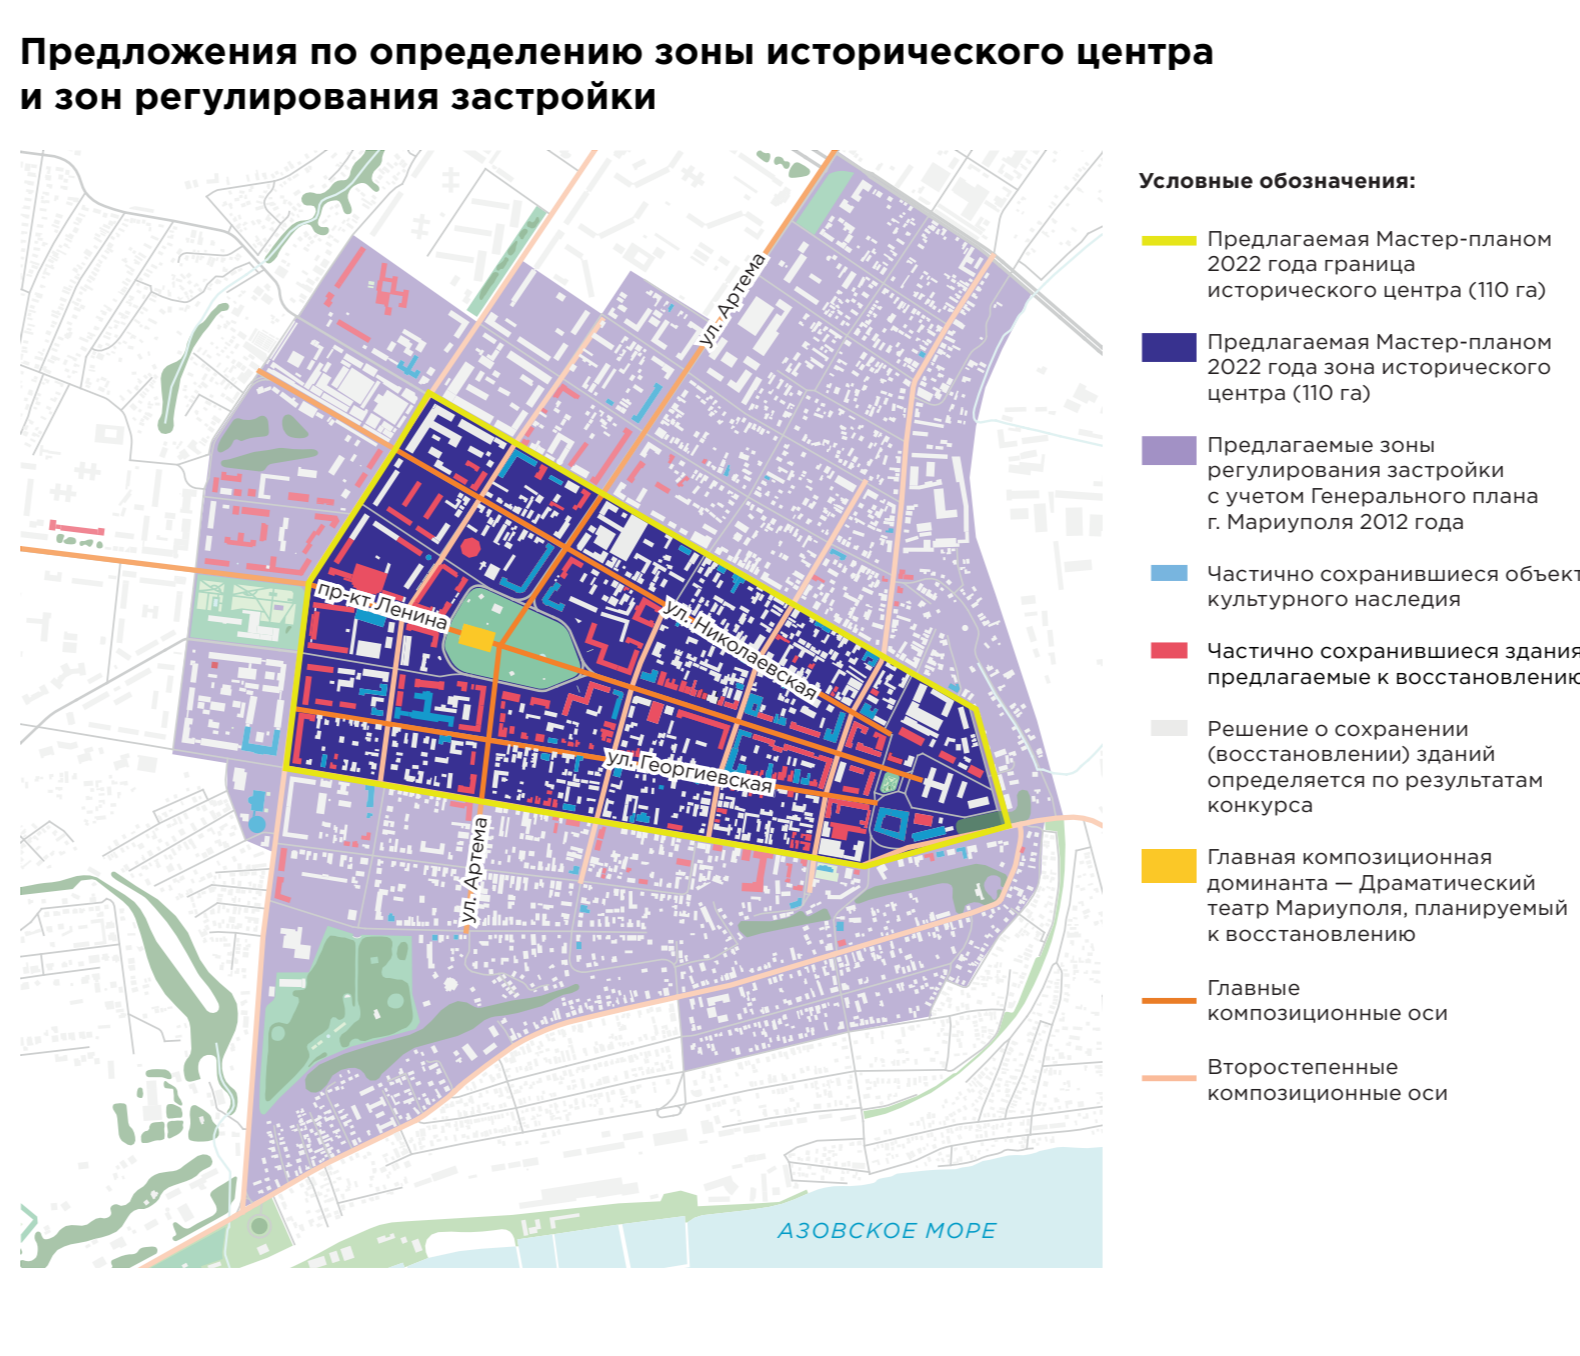 Предложения по определению зоны исторического центра
и зон регулирования застройки
Условные обозначения:
Предлагаемая Мастер-планом
2022 года граница
исторического центра (110 га)
Предлагаемая Мастер-планом
2022 года зона исторического
центра (110 га)
Предлагаемые зоны
регулирования застройки
с учетом Генерального плана
г. Мариуполя 2012 года
Частично сохранившиеся объект
культурного наследия
Частично сохранившиеся здания
предлагаемые к восстановлению
Решение о сохранении
(восстановлении) зданий
определяется по результатам
конкурса
Главная композиционная
доминанта — Драматический
театр Мариуполя, планируемый
к восстановлению
Главные
композиционные оси
Второстепенные
композиционные оси
ул. Артема
пр-кт Ленина
ул. Николаевская
ул. Георгиевская
ул. Артема
АЗОВСКОЕ МОРЕ